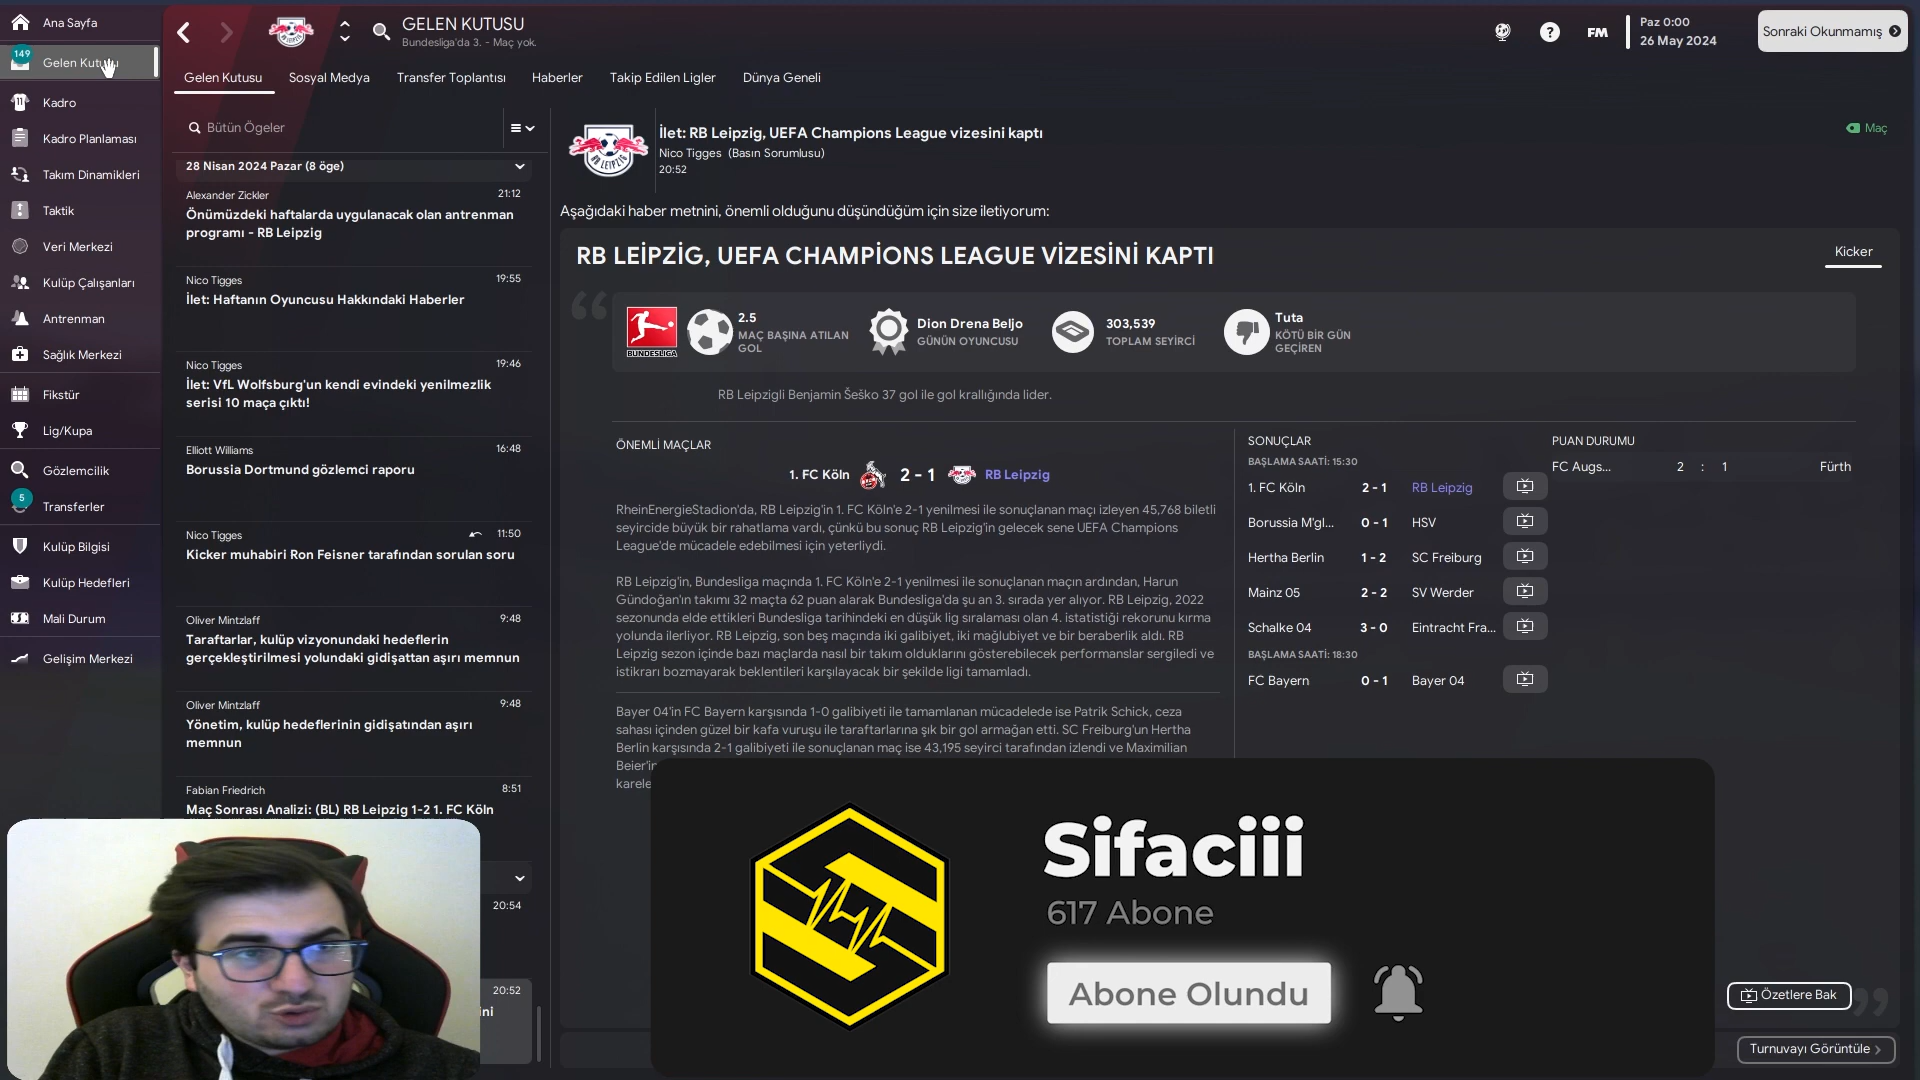 Ana Sayfa
149
Gelen Kutusu
Kadro
Kadro Planlaması
Takım Dinamikleri
Taktik
Veri Merkezi
Kulüp Çalışanları
Antrenman
Sağlık Merkezi
Fikstür
Lig/Kupa
Gözlemcilik
5
Transferler
Kulüp Bilgisi
Kulüp Hedefleri
Mali Durum
Gelişim Merkezi
GELEN KUTUSU
Bundesliga'da 3. - Maç yok.
FM
Paz 0:00
26 May 2024
Sonraki Okunmamış
Gelen Kutusu
Sosyal Medya
Transfer Toplantısı
Haberler
Takip Edilen Ligler
Dünya Geneli
Bütün Ögeler
28 Nisan 2024 Pazar (8 öge)
Alexander Zickler 21:12
Önümüzdeki haftalarda uygulanacak olan antrenman
programı - RB Leipzig
Nico Tigges 19:55
İlet: Haftanın Oyuncusu Hakkındaki Haberler
Nico Tigges 19:46
İlet: VfL Wolfsburg'un kendi evindeki yenilmezlik
serisi 10 maça çıktı!
Elliott Williams 16:48
Borussia Dortmund gözlemci raporu
Nico Tigges 11:50
Kicker muhabiri Ron Feisner tarafından sorulan soru
Oliver Mintzlaff 9:48
Taraftarlar, kulüp vizyonundaki hedeflerin
gerçekleştirilmesi yolundaki gidişattan aşırı memnun
Oliver Mintzlaff 9:48
Yönetim, kulüp hedeflerinin gidişatından aşırı
memnun
Fabian Friedrich 8:51
Maç Sonrası Analizi: (BL) RB Leipzig 1-2 1. FC Köln
20:54
20:52
ini
İlet: RB Leipzig, UEFA Champions League vizesini kaptı
Nico Tigges (Basın Sorumlusu)
20:52
Maç
Aşağıdaki haber metnini, önemli olduğunu düşündüğüm için size iletiyorum:
RB LEİPZİG, UEFA CHAMPİONS LEAGUE VİZESİNİ KAPTI
Kicker
BUNDESLIGA
2.5
MAÇ BAŞINA ATILAN
GOL
Dion Drena Beljo
GÜNÜN OYUNCUSU
303,539
TOPLAM SEYİRCİ
Tuta
KÖTÜ BİR GÜN
GEÇİREN
RB Leipzigli Benjamin Šeško 37 gol ile gol krallığında lider.
ÖNEMLİ MAÇLAR
1. FC Köln 2 - 1 RB Leipzig
RheinEnergieStadion'da, RB Leipzig'in 1. FC Köln'e 2-1 yenilmesi ile sonuçlanan maçı izleyen 45,768 biletli
seyircide büyük bir rahatlama vardı, çünkü bu sonuç RB Leipzig'in gelecek sene UEFA Champions
League'de mücadele edebilmesi için yeterliydi.
RB Leipzig'in, Bundesliga maçında 1. FC Köln'e 2-1 yenilmesi ile sonuçlanan maçın ardından, Harun
Gündoğan'ın takımı 32 maçta 62 puan alarak Bundesliga'da şu an 3. sırada yer alıyor. RB Leipzig, 2022
sezonunda elde ettikleri Bundesliga tarihindeki en düşük lig sıralaması olan 4. istatistiği rekorunu kırma
yolunda ilerliyor. RB Leipzig, son beş maçında iki galibiyet, iki mağlubiyet ve bir beraberlik aldı. RB
Leipzig sezon içinde bazı maçlarda nasıl bir takım olduklarını gösterebilecek performanslar sergiledi ve
istikrarı bozmayarak beklentileri karşılayacak bir şekilde ligi tamamladı.
Bayer 04'in FC Bayern karşısında 1-0 galibiyeti ile tamamlanan mücadelede ise Patrik Schick, ceza
sahası içinden güzel bir kafa vuruşu ile taraftarlarına şık bir gol armağan etti. SC Freiburg'un Hertha
Berlin karşısında 2-1 galibiyeti ile sonuçlanan maç ise 43,195 seyirci tarafından izlendi ve Maximilian
Beier'in
karele
SONUÇLAR
BAŞLAMA SAATİ: 15:30
1. FC Köln 2 - 1 RB Leipzig
Borussia M'gl... 0 - 1 HSV
Hertha Berlin 1 - 2 SC Freiburg
Mainz 05 2 - 2 SV Werder
Schalke 04 3 - 0 Eintracht Fra...
BAŞLAMA SAATİ: 18:30
FC Bayern 0 - 1 Bayer 04
PUAN DURUMU
FC Augs... 2 : 1 Fürth
Sifaciii
617 Abone
Abone Olundu
Özetlere Bak
Turnuvayı Görüntüle